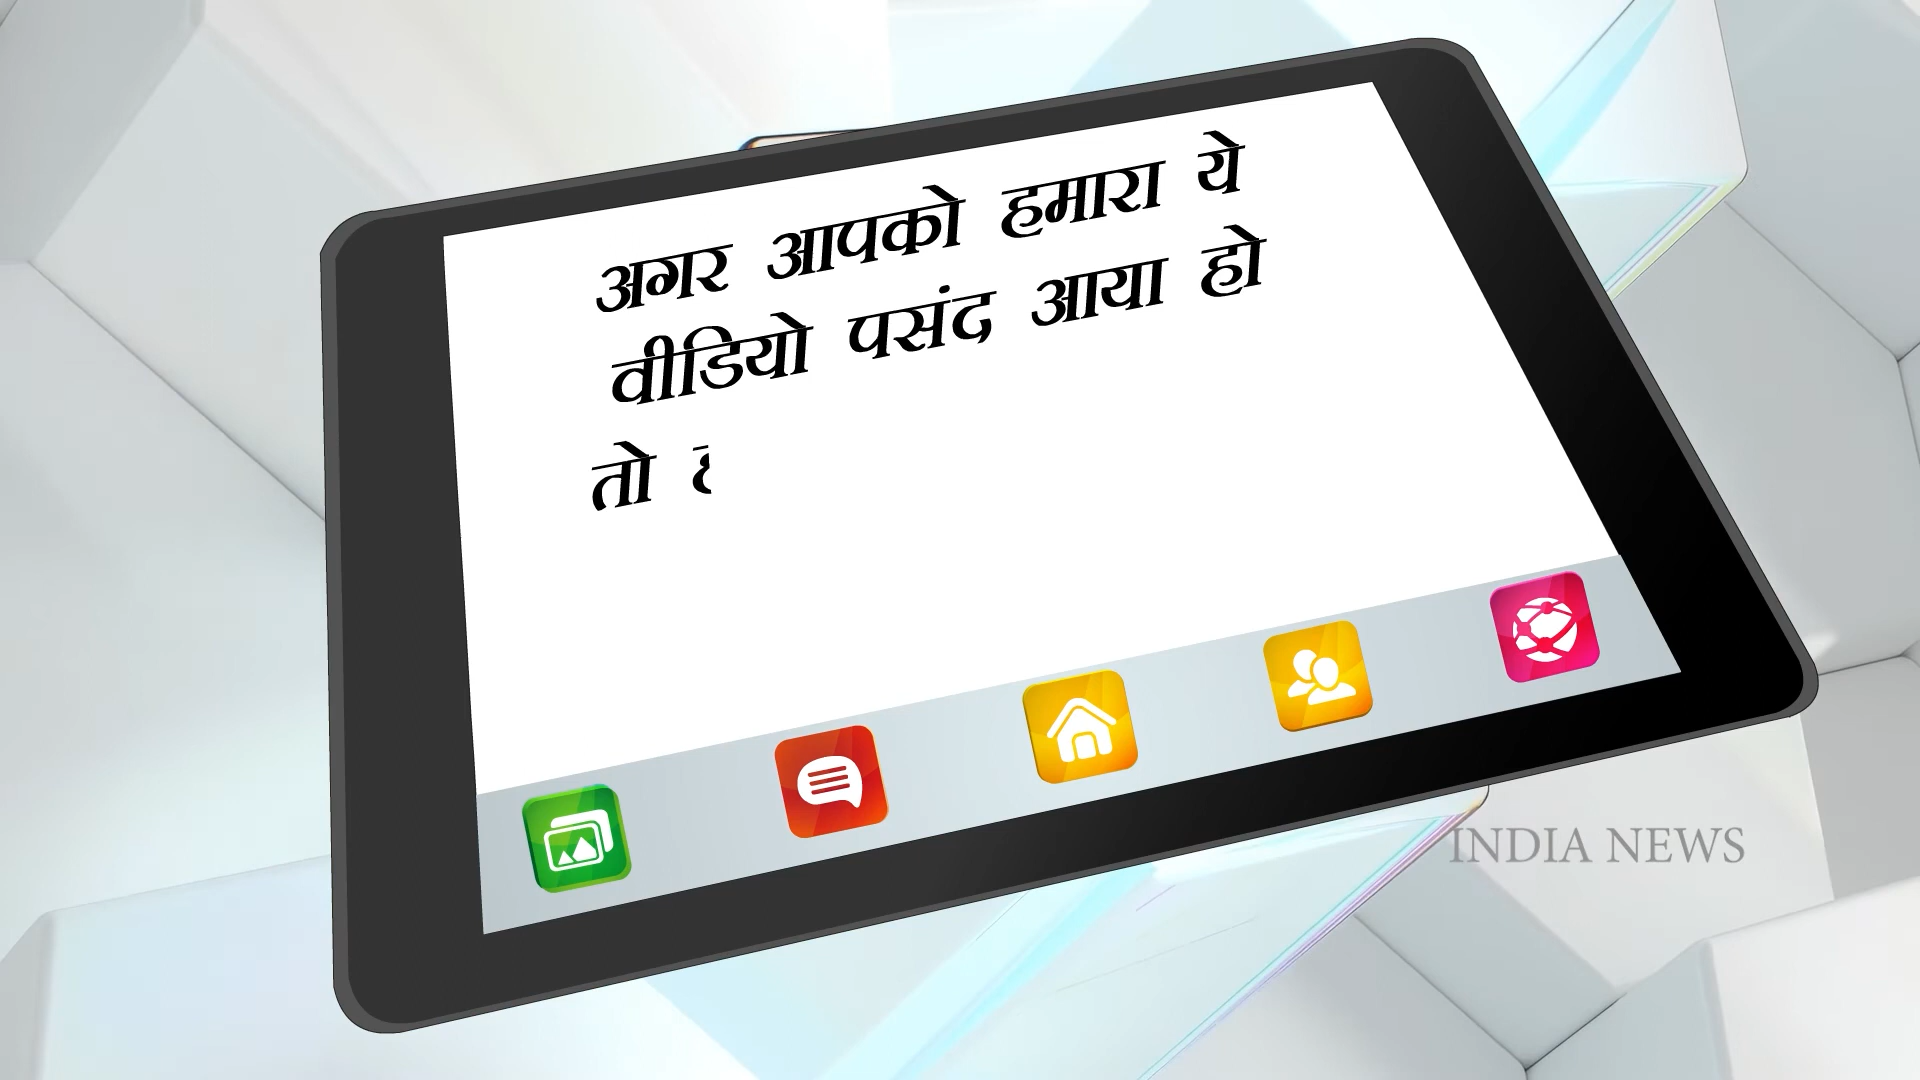 अगर आपको हमारा ये
वीडियो पसंद आया हो
तो
INDIA NEWS